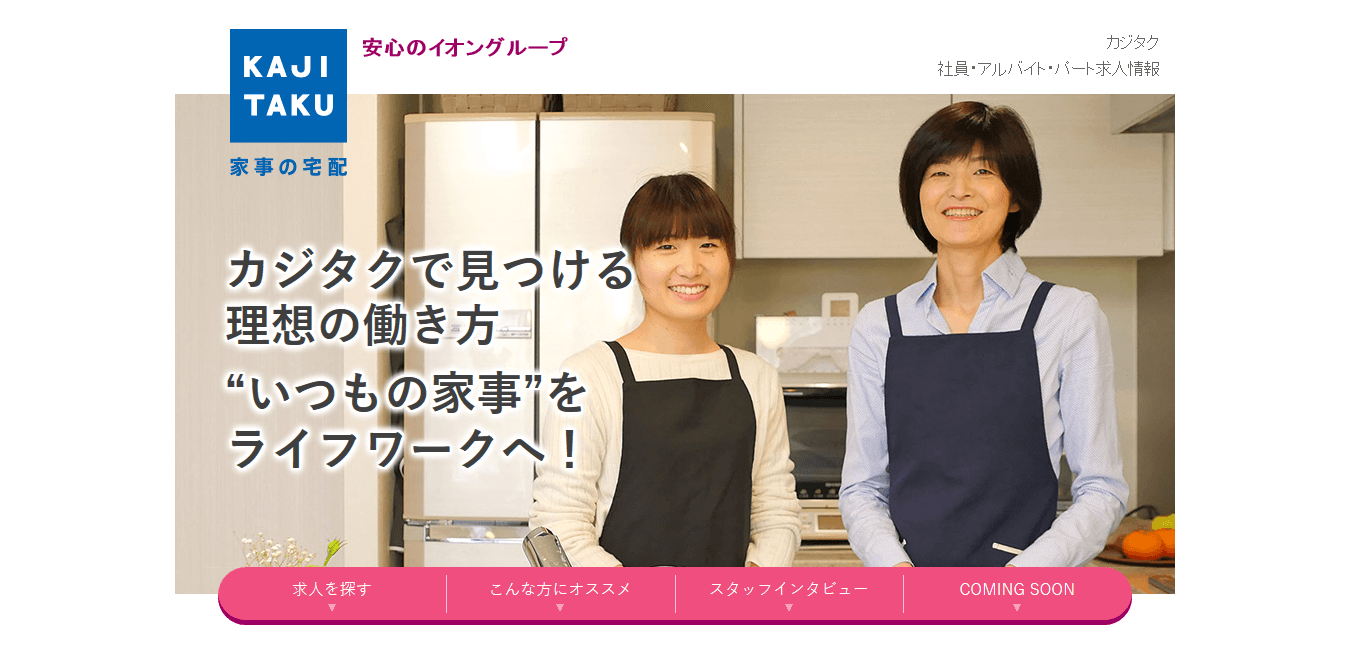 KAJI
TAKU
安心のイオングループ
カジタク
社員・アルバイト・パート求人情報
家事の宅配
カジタクで見つける
理想の働き方
“いつもの家事”を
ライフワークへ！
求人を探す
こんな方にオススメ
スタッフインタビュー
COMING SOON